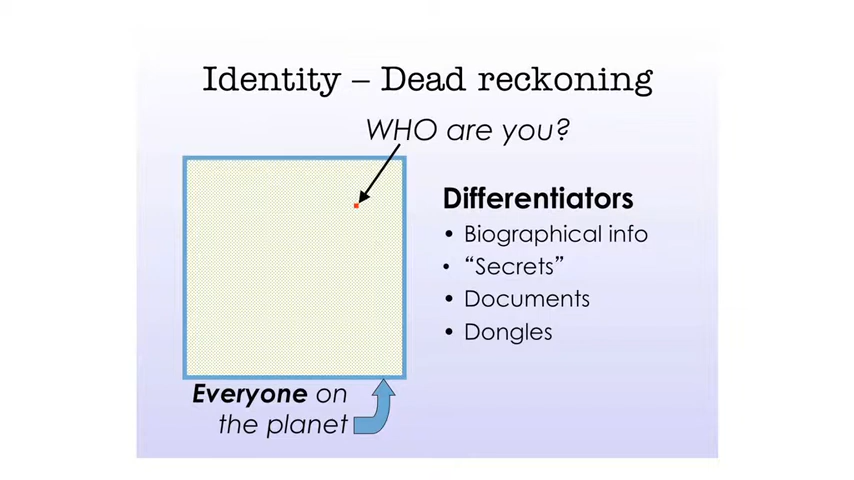 Identity – Dead reckoning
WHO are you?
Differentiators
• Biographical info
• “Secrets”
• Documents
• Dongles
Everyone on
the planet